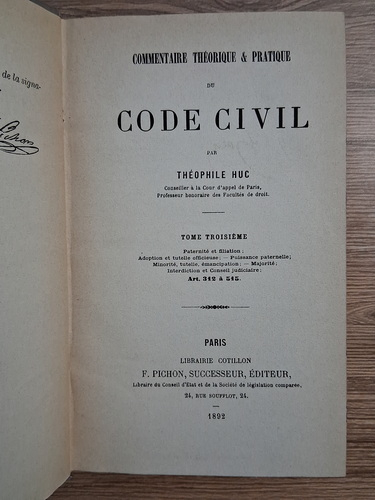 de la signa-
COMMENTAIRE THÉORIQUE & PRATIQUE
DU
CODE CIVIL
PAR
THÉOPHILE HUC
Conseiller à la Cour d'appel de Paris,
Professeur honoraire des Facultés de droit.
TOME TROISIÈME
Paternité et filiation;
Adoption et tutelle officieuse; — Puissance paternelle;
Minorité, tutelle, émancipation; — Majorité;
Interdiction et Conseil judiciaire;
Art. 312 à 515.
PARIS
LIBRAIRIE COTILLON
F. PICHON, SUCCESSEUR, ÉDITEUR,
Libraire du Conseil d'État et de la Société de législation comparée,
24, RUE SOUFFLOT, 24.
1892